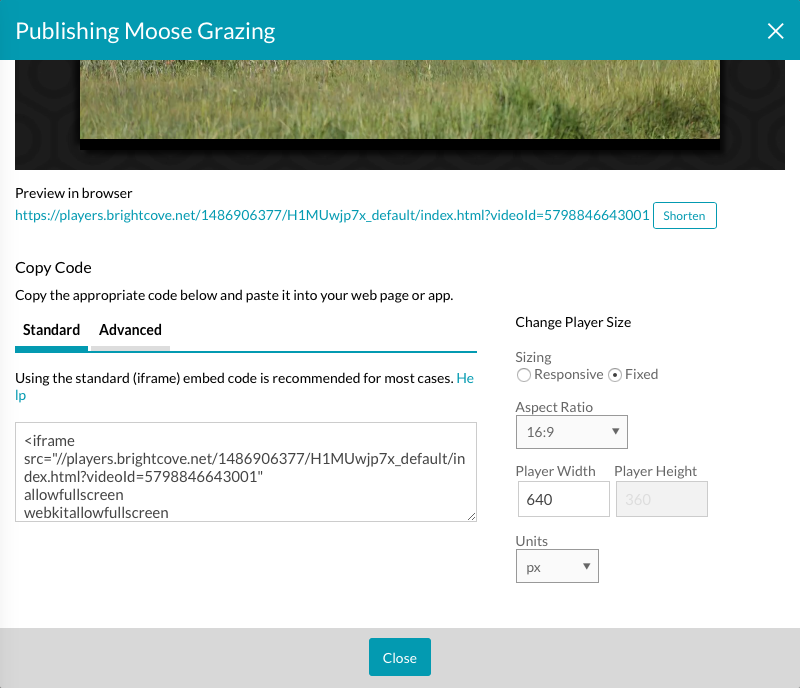 Publishing Moose Grazing
Preview in browser
https://players.brightcove.net/1486906377/H1MUwjp7x_default/index.html?videoId=5798846643001 Shorten
Copy Code
Copy the appropriate code below and paste it into your web page or app.
Standard Advanced
Using the standard (iframe) embed code is recommended for most cases. He
lp
<iframe
src="//players.brightcove.net/1486906377/H1MUwjp7x_default/in
dex.html?videoId=5798846643001"
allowfullscreen
webkitallowfullscreen
Change Player Size
Sizing
Responsive Fixed
Aspect Ratio
16:9
Player Width Player Height
640 360
Units
px
Close